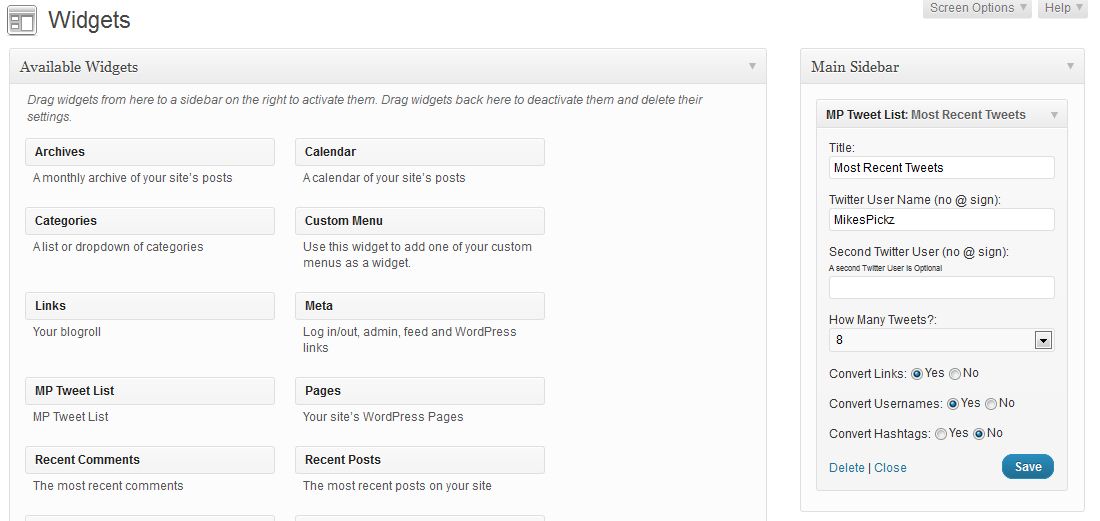 Widgets
Screen Options
Help
Available Widgets
Drag widgets from here to a sidebar on the right to activate them. Drag widgets back here to deactivate them and delete their
settings.
Archives
A monthly archive of your site's posts
Calendar
A calendar of your site's posts
Categories
A list or dropdown of categories
Custom Menu
Use this widget to add one of your custom
menus as a widget.
Links
Your blogroll
Meta
Log in/out, admin, feed and WordPress
links
MP Tweet List
MP Tweet List
Pages
Your site's WordPress Pages
Recent Comments
The most recent comments
Recent Posts
The most recent posts on your site
Main Sidebar
MP Tweet List: Most Recent Tweets
Title:
Most Recent Tweets
Twitter User Name (no @ sign):
MikesPickz
Second Twitter User (no @ sign):
A second Twitter User Is Optional
How Many Tweets?:
8
Convert Links: Yes No
Convert Usernames: Yes No
Convert Hashtags: Yes No
Delete | Close
Save